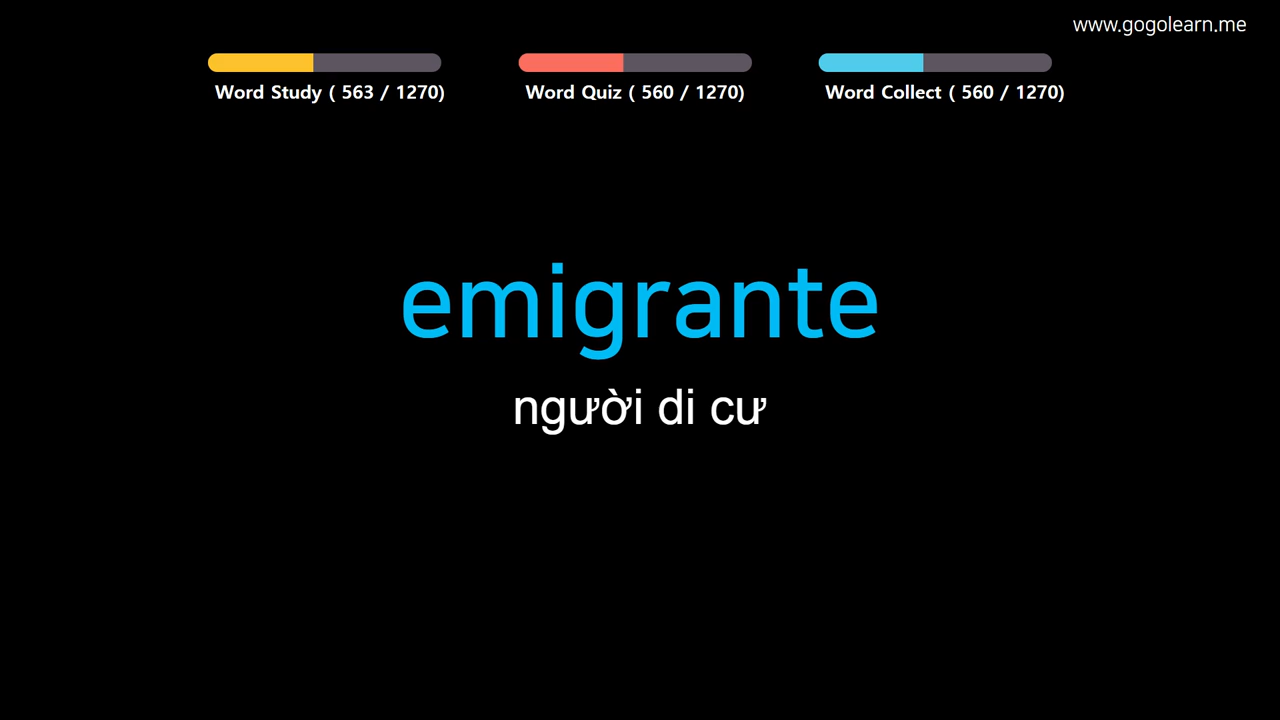 www.gogolearn.me
Word Study ( 563 / 1270)
Word Quiz ( 560 / 1270)
Word Collect ( 560 / 1270)
emigrante
người di cư